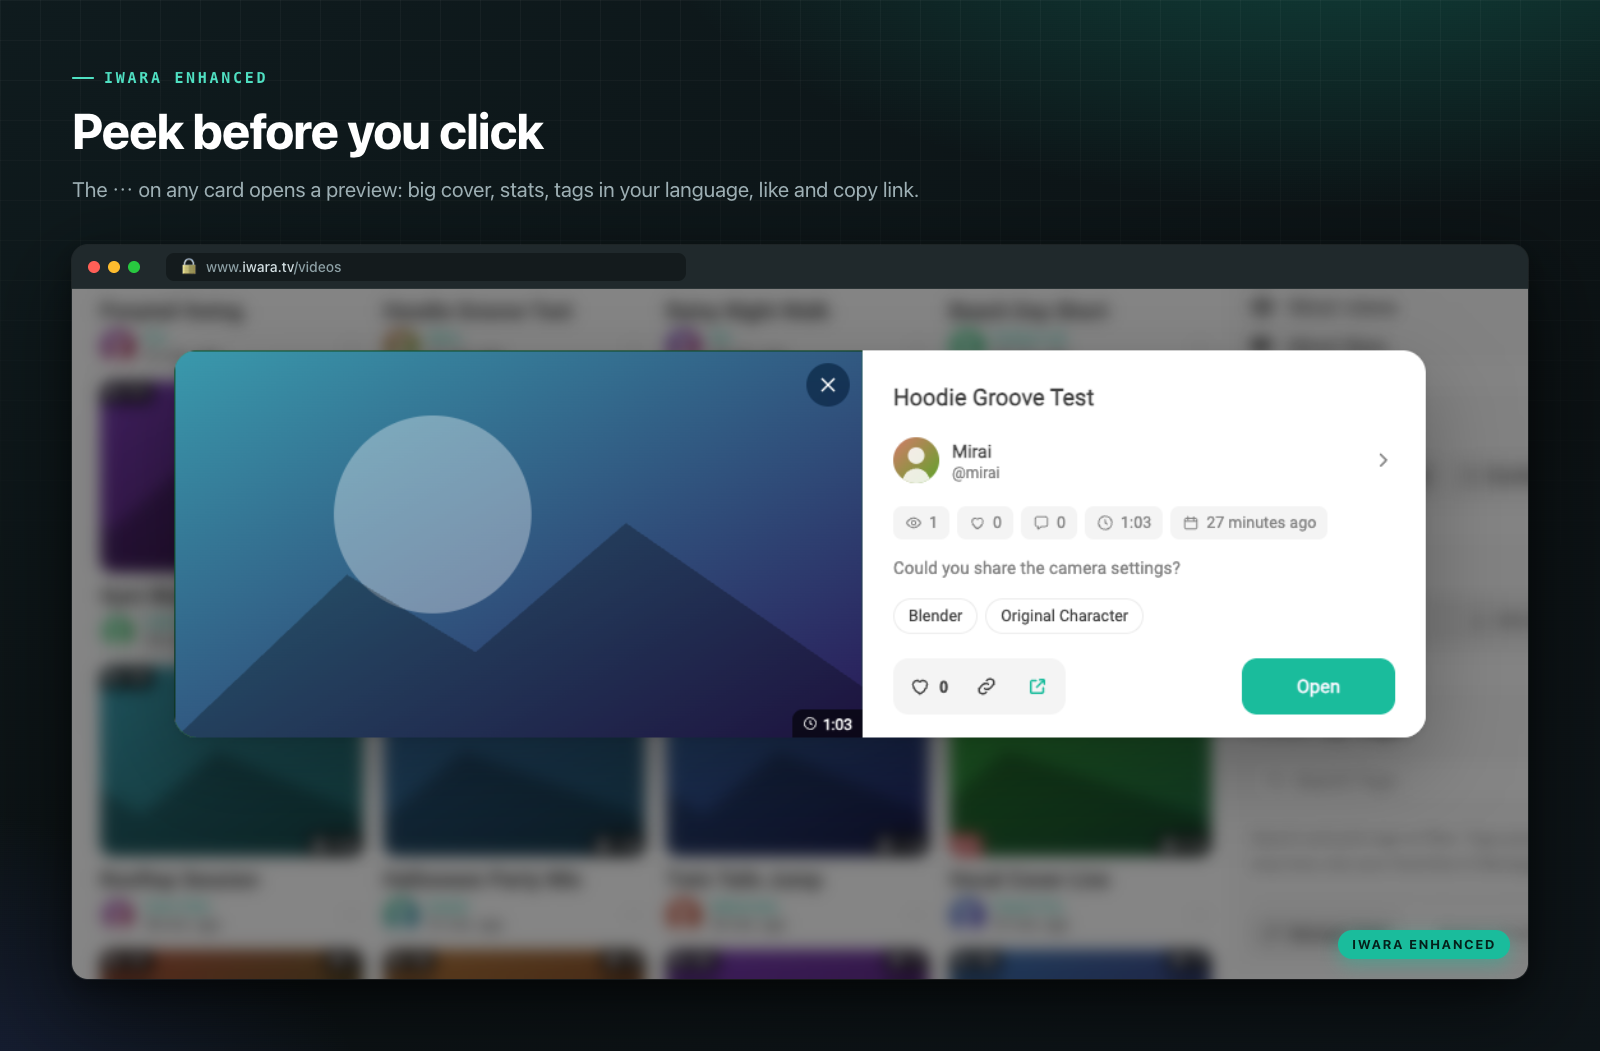 IWARA ENHANCED
Peek before you click
The ··· on any card opens a preview: big cover, stats, tags in your language, like and copy link.
www.iwara.tv/videos
Hoodie Groove Test
Mirai
@mirai
1 0 0 1:03 27 minutes ago
Could you share the camera settings?
Blender Original Character
0 Open
1:03
IWARA ENHANCED